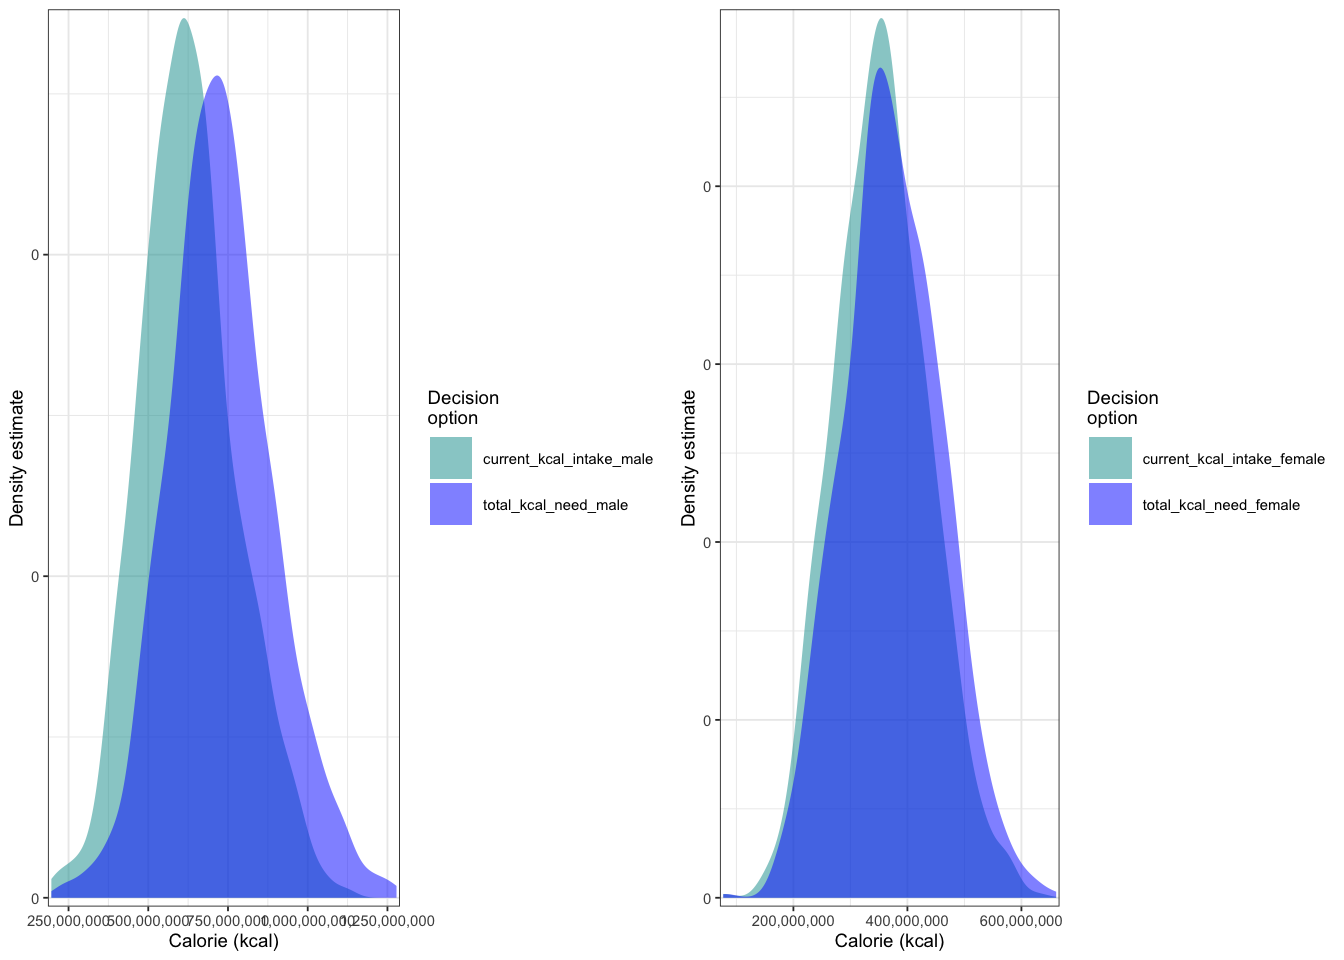 Density estimate
0
0
0
250,000,000
500,000,000
750,000,000
1,000,000,000
1,250,000,000
Calorie (kcal)
Decision
option
current_kcal_intake_male
total_kcal_need_male
Density estimate
0
0
0
0
0
200,000,000
400,000,000
600,000,000
Calorie (kcal)
Decision
option
current_kcal_intake_female
total_kcal_need_female